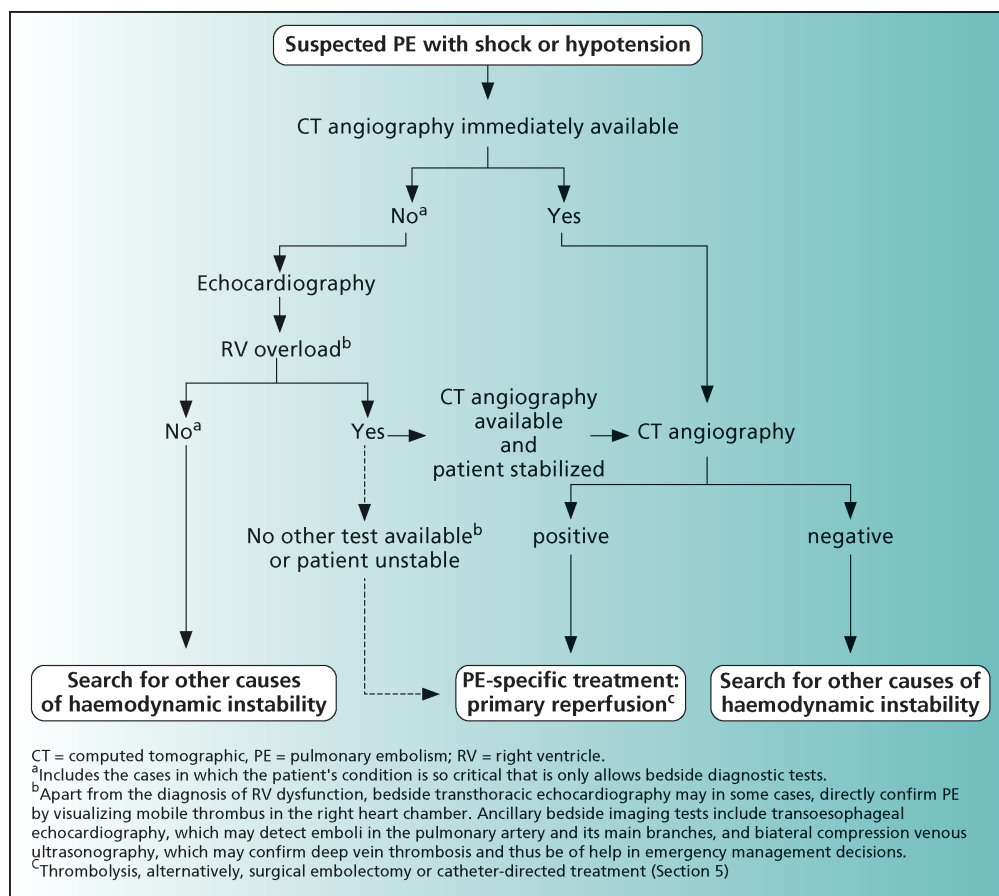 Suspected PE with shock or hypotension
CT angiography immediately available
Noa
Yes
Echocardiography
RV overloadb
Noa
Yes
CT angiography
available
and
patient stabilized
CT angiography
No other test availableb
or patient unstable
positive
negative
Search for other causes
of haemodynamic instability
PE-specific treatment:
primary reperfusionc
Search for other causes of
haemodynamic instability
CT = computed tomographic, PE = pulmonary embolism; RV = right ventricle.
aIncludes the cases in which the patient's condition is so critical that is only allows bedside diagnostic tests.
bApart from the diagnosis of RV dysfunction, bedside transthoracic echocardiography may in some cases, directly confirm PE
by visualizing mobile thrombus in the right heart chamber. Ancillary bedside imaging tests include transoesophageal
echocardiography, which may detect emboli in the pulmonary artery and its main branches, and biateral compression venous
ultrasonography, which may confirm deep vein thrombosis and thus be of help in emergency management decisions.
CThrombolysis, alternatively, surgical embolectomy or catheter-directed treatment (Section 5)